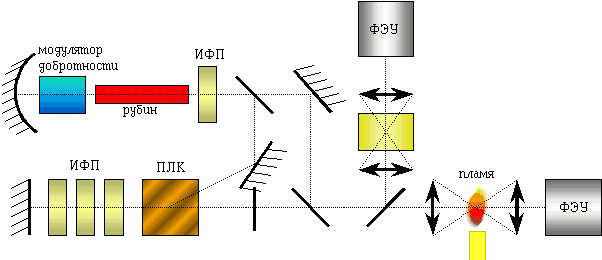 ФЭУ
модулятор
добротности
ИФП
рубин
ИФП
ПЛК
пламя
ФЭУ